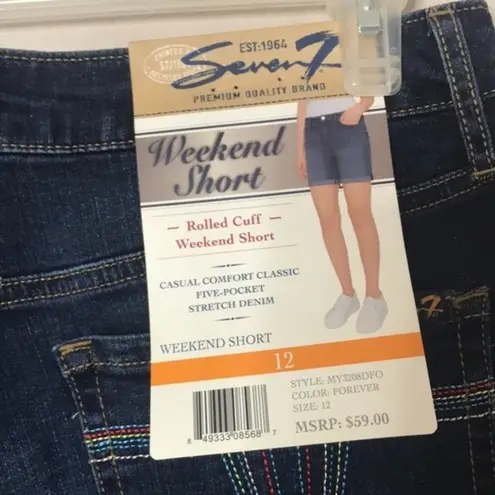 EST:1964
Seven7
PREMIUM QUALITY BRAND
Weekend
Short
— Rolled Cuff —
Weekend Short
CASUAL COMFORT CLASSIC
FIVE-POCKET
STRETCH DENIM
WEEKEND SHORT
12
STYLE: MY3208DFO
COLOR: FOREVER
SIZE: 12
MSRP: $59.00
8 49333 08568 7
7